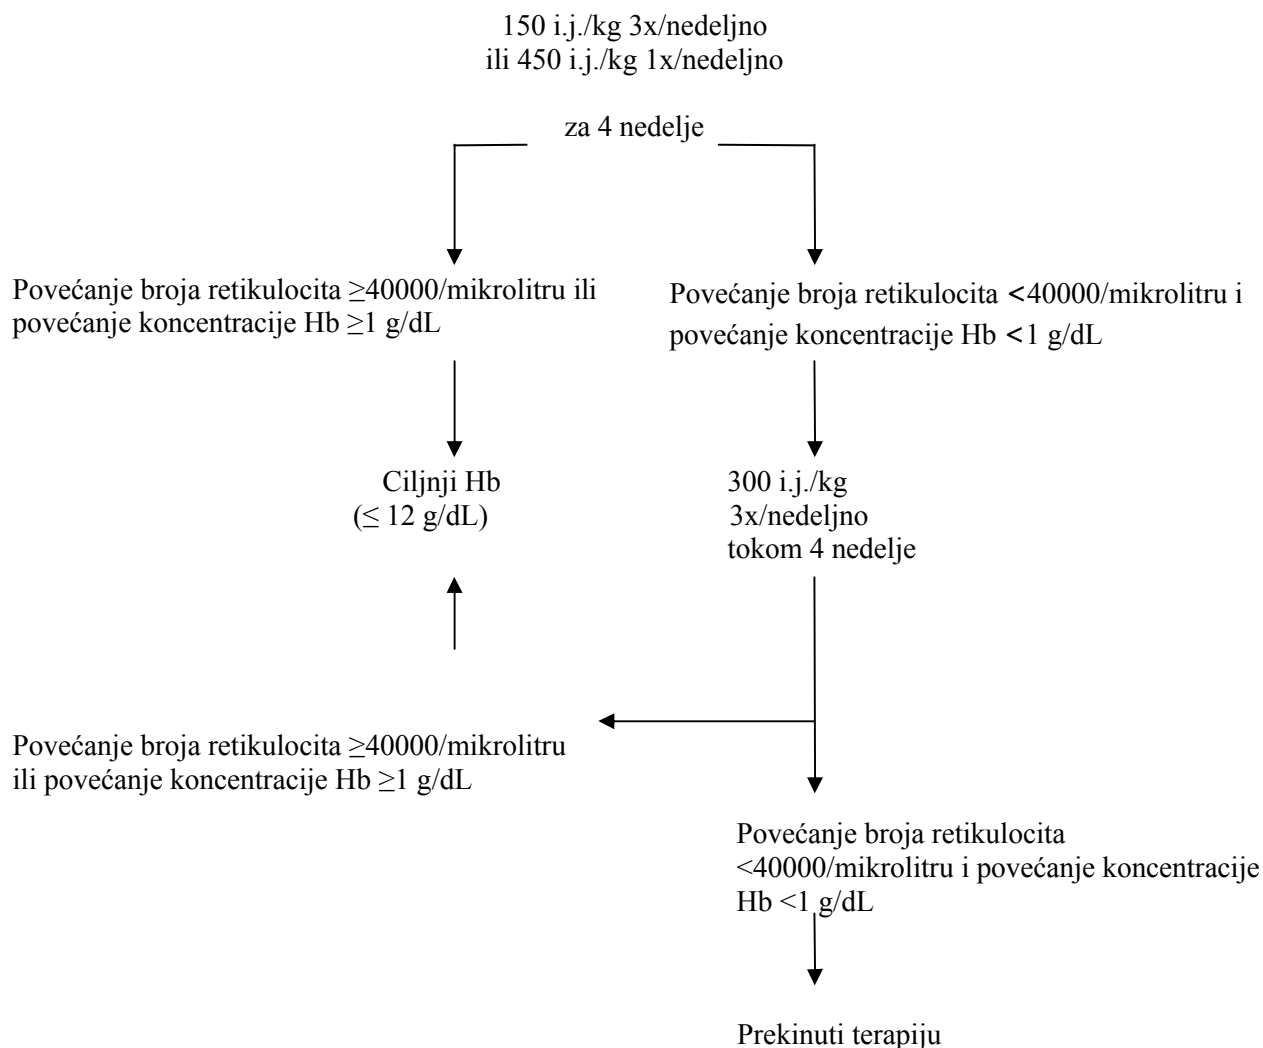 150 i.j./kg 3x/nedeljno
ili 450 i.j./kg 1x/nedeljno
za 4 nedelje
Povećanje broja retikulocita ≥40000/mikrolitru ili
povećanje koncentracije Hb ≥1 g/dL
Povećanje broja retikulocita <40000/mikrolitru i
povećanje koncentracije Hb <1 g/dL
Ciljnji Hb
(≤ 12 g/dL)
300 i.j./kg
3x/nedeljno
tokom 4 nedelje
Povećanje broja retikulocita ≥40000/mikrolitru
ili povećanje koncentracije Hb ≥1 g/dL
Povećanje broja retikulocita
<40000/mikrolitru i povećanje koncentracije
Hb <1 g/dL
Prekinuti terapiju